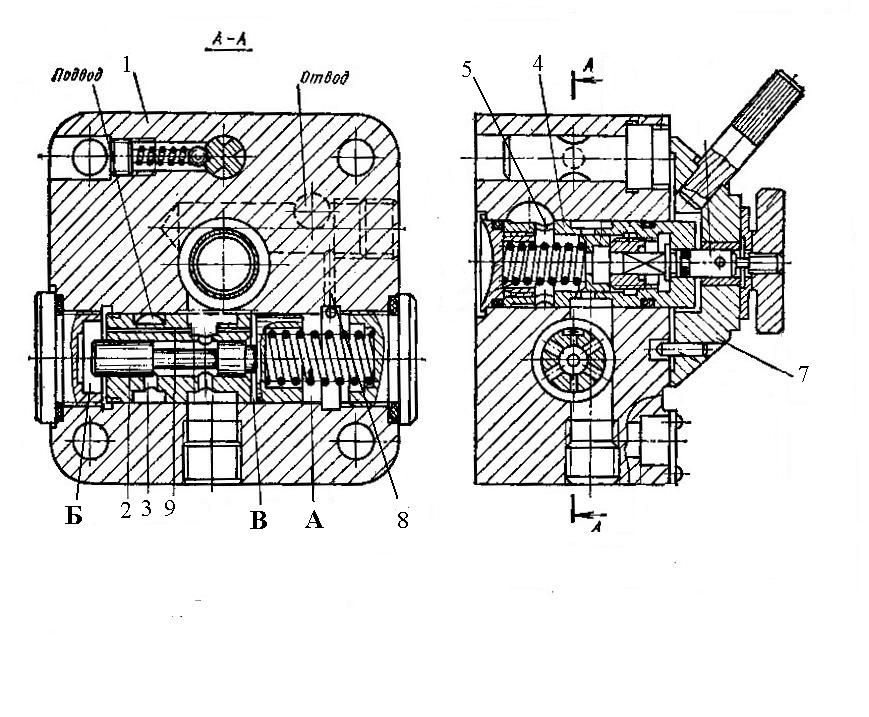 А-А
Подвод 1 Отвод
5 4 А
7
Б 2 3 9 В А 8
А